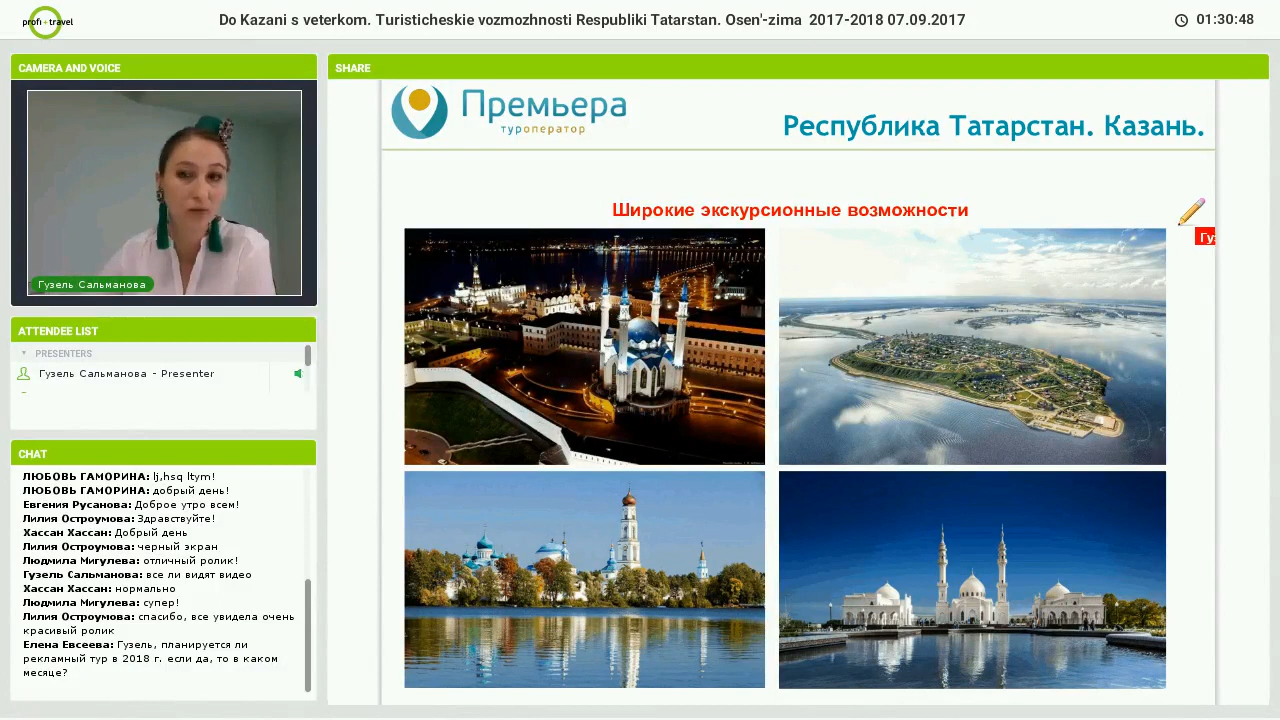 profi travel
Do Kazani s veterkom. Turisticheskie vozmozhnosti Respubliki Tatarstan. Osen'-zima 2017-2018 07.09.2017
01:30:48
CAMERA AND VOICE
Гузель Сальманова
ATTENDEE LIST
PRESENTERS
Гузель Сальманова - Presenter
CHAT
ЛЮБОВЬ ГАМОРИНА: lj,hsq ltym!
ЛЮБОВЬ ГАМОРИНА: добрый день!
Евгения Русанова: Доброе утро всем!
Лилия Остроумова: Здравствуйте!
Хассан Хассан: Добрый день
Лилия Остроумова: черный экран
Людмила Мигулева: отличный ролик!
Гузель Сальманова: все ли видят видео
Хассан Хассан: нормально
Людмила Мигулева: супер!
Лилия Остроумова: спасибо, все увидела очень
красивый ролик
Елена Евсеева: Гузель, планируется ли
рекламный тур в 2018 г. если да, то в каком
месяце?
SHARE
Премьера
туроператор
Республика Татарстан. Казань.
Широкие экскурсионные возможности